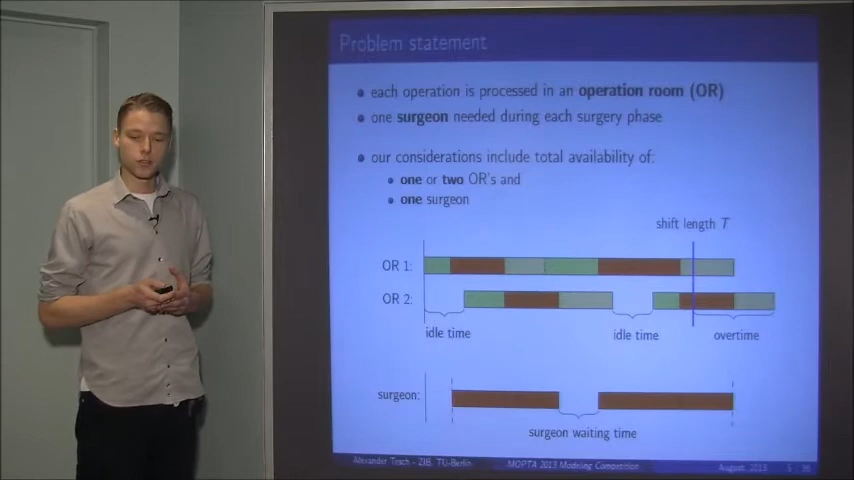 Problem statement
each operation is processed in an operation room (OR)
one surgeon needed during each surgery phase
our considerations include total availability of:
one or two OR's and
one surgeon
shift length T
OR 1:
OR 2:
idle time
idle time
overtime
surgeon:
surgeon waiting time
Alexander Tesch - ZIB, TU-Berlin
MOPTA 2013 Modeling Competition
August, 2013
5